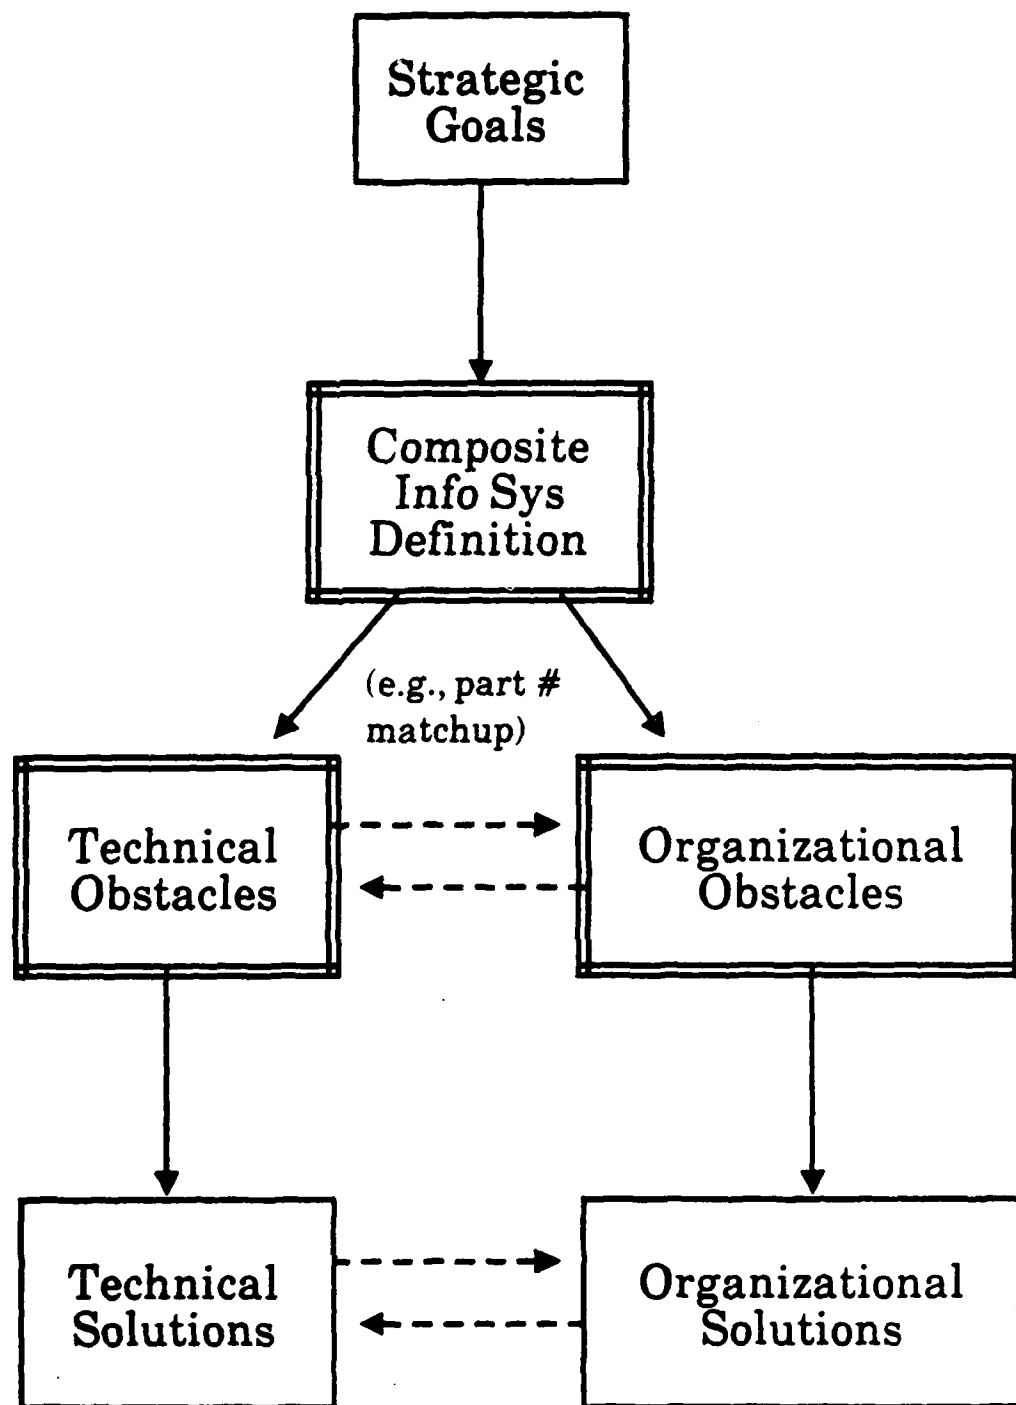 Strategic
Goals
Composite
Info Sys
Definition
(e.g., part #
matchup)
Technical
Obstacles
Organizational
Obstacles
Technical
Solutions
Organizational
Solutions